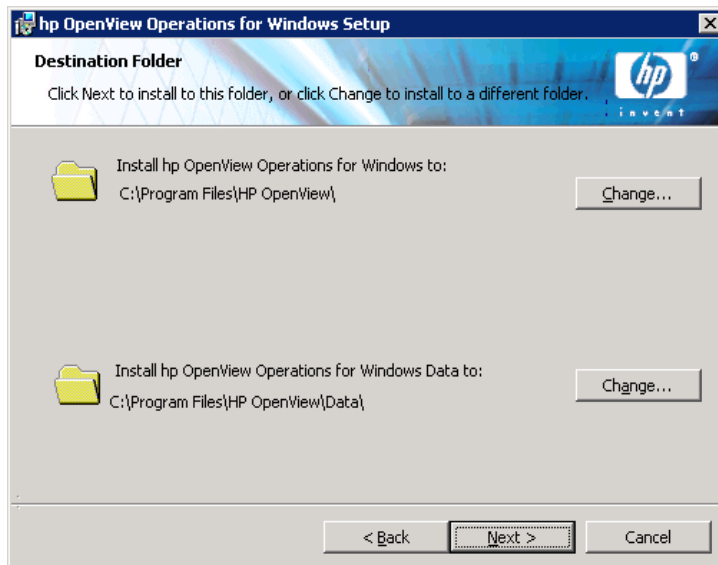 hp OpenView Operations for Windows Setup
Destination Folder
Click Next to install to this folder, or click Change to install to a different folder.
hp
®
invent
Install hp OpenView Operations for Windows to:
C:\Program Files\HP OpenView\
Change...
Install hp OpenView Operations for Windows Data to:
C:\Program Files\HP OpenView\Data\
Change...
< Back
Next >
Cancel